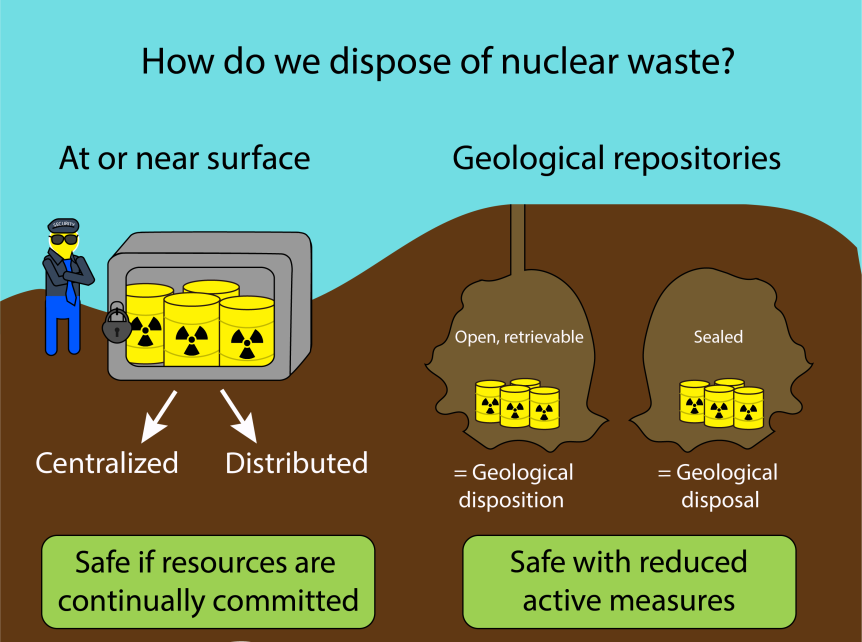 How do we dispose of nuclear waste?
At or near surface
Geological repositories
SECURITY
Open, retrievable
Sealed
Centralized
Distributed
= Geological
disposition
= Geological
disposal
Safe if resources are
continually committed
Safe with reduced
active measures